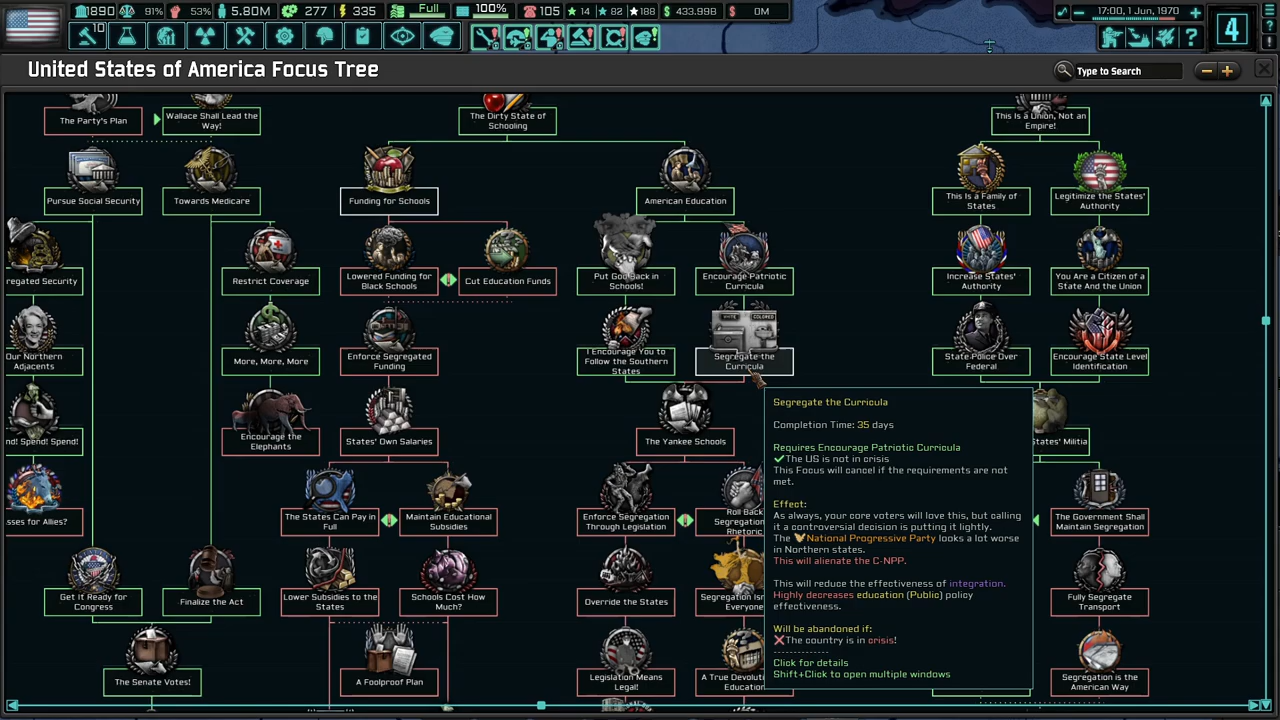 1890 91% 53% 5.80M 277 335 Full 100% 105 14 82 188 $ 433.998 $ 0M 17:00, 1 Jun, 1970
10
4
United States of America Focus Tree
Type to Search
The Party's Plan
Wallace Shall Lead the Way!
The Dirty State of Schooling
This Is a Union, Not an Empire!
Pursue Social Security
Towards Medicare
Funding for Schools
American Education
This Is a Family of States
Legitimize the States' Authority
regated Security
Restrict Coverage
Lowered Funding for Black Schools
Cut Education Funds
Put God Back in Schools!
Encourage Patriotic Curricula
Increase States' Authority
You Are a Citizen of a State And the Union
WHITE COLORED
Our Northern Adjacents
More, More, More
Enforce Segregated Funding
I Encourage You to Follow the Southern States
Segregate the Curricula
State Police Over Federal
Encourage State Level Identification
nd! Spend! Spend!
Encourage the Elephants
States' Own Salaries
The Yankee Schools
States' Militia
sses for Allies?
The States Can Pay in Full
Maintain Educational Subsidies
Enforce Segregation Through Legislation
Roll Back Segregation Rhetoric
The Government Shall Maintain Segregation
Get It Ready for Congress
Finalize the Act
Lower Subsidies to the States
Schools Cost How Much?
Override the States
Segregation Is Everyone
Fully Segregate Transport
The Senate Votes!
A Foolproof Plan
Legislation Means Legal!
A True Devolu
Education
Segregation is the American Way
Segregate the Curricula
Completion Time: 35 days
Requires Encourage Patriotic Curricula
The US is not in crisis
This Focus will cancel if the requirements are not
met.
Effect:
As always, your core voters will love this, but calling
it a controversial decision is putting it lightly.
The National Progressive Party looks a lot worse
in Northern states.
This will alienate the C-NPP.
This will reduce the effectiveness of integration.
Highly decreases education (Public) policy
effectiveness.
Will be abandoned if:
The country is in crisis!
--------------
Click for details
Shift+Click to open multiple windows